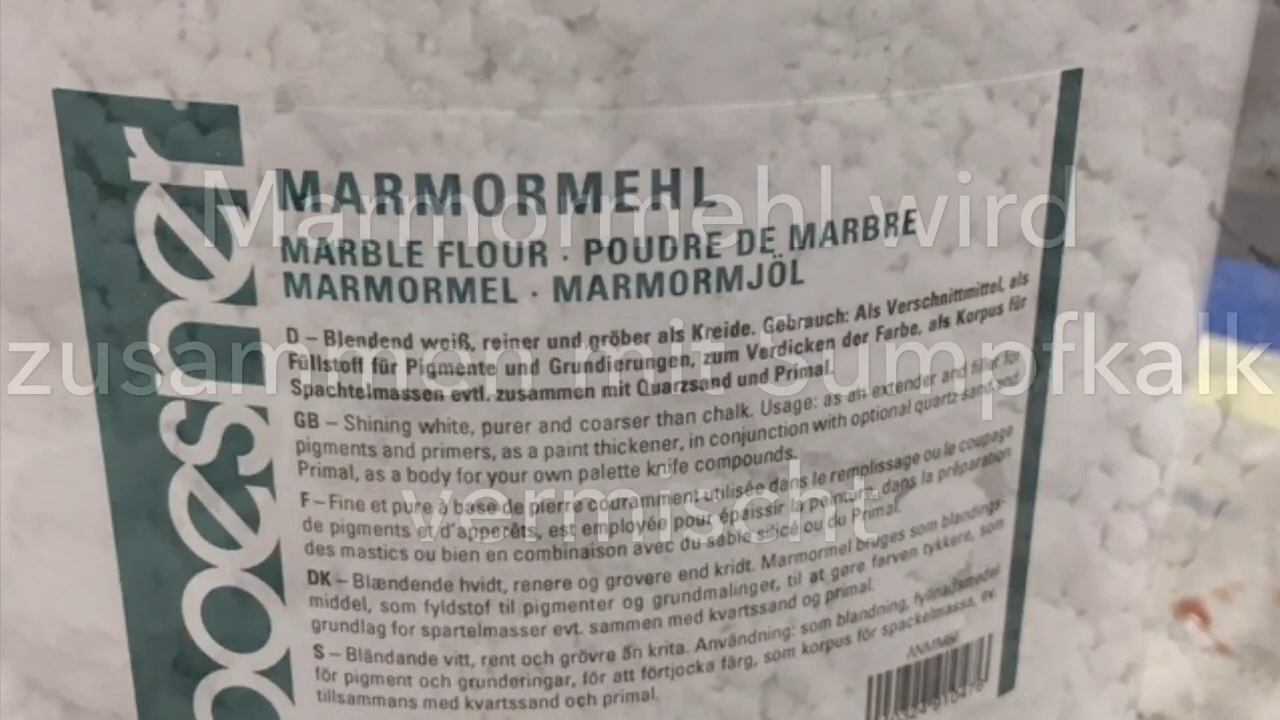 boesner
MARMORMEHL
MARBLE FLOUR · POUDRE DE MARBRE
MARMORMEL · MARMORMJÖL
D – Blendend weiß, reiner und gröber als Kreide. Gebrauch: Als Verschnittmittel, als
Füllstoff für Pigmente und Grundierungen, zum Verdicken der Farbe, als Korpus für
Spachtelmassen evtl. zusammen mit Quarzsand und Primal.
GB – Shining white, purer and coarser than chalk. Usage: as an extender and filler for
pigments and primers, as a paint thickener, in conjunction with optional quartz sand and
Primal, as a body for your own palette knife compounds.
F – Fine et pure à base de pierre couramment utilisée dans le remplissage ou le coupage
de pigments et d'apprêts, est employée pour épaissir la peinture, dans la préparation
des mastics ou bien en combinaison avec du sable silice ou du Primal.
DK – Blændende hvidt, renere og grovere end kridt. Marmormel bruges som blandings-
middel, som fyldstof til pigmenter og grundmalinger, til at gøre farven tykkere, som
grundlag for spartelmasser evt. sammen med kvartssand og primal.
S – Bländande vitt, rent och grövre än krita. Användning: som blandning, fyllnadsmedel
för pigment och grunderingar, för att förtjocka färg, som korpus för spackelmassa, ev.
tillsammans med kvartssand och primal.
Marmormehl wird
zusammen mit Sumpfkalk
vermischt